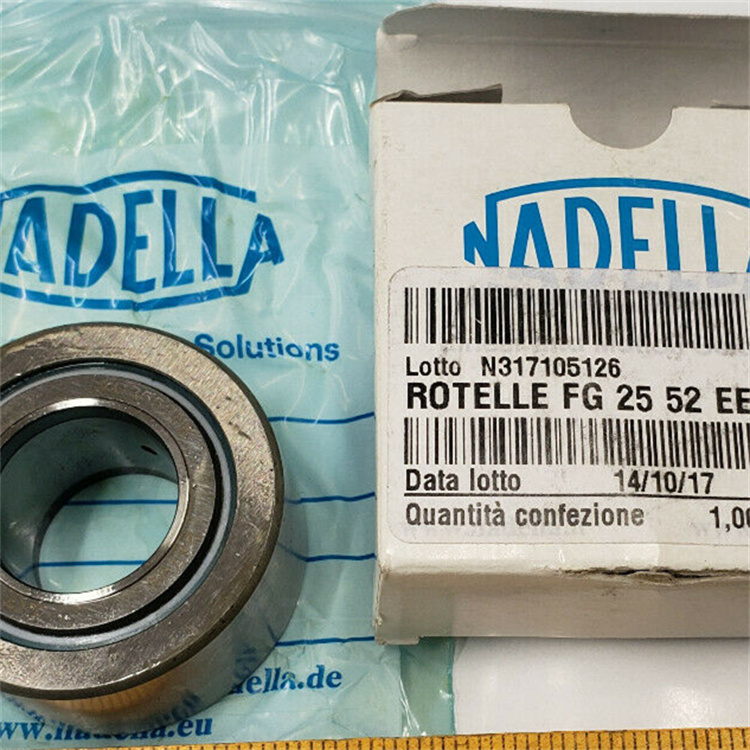 NADELLA
Solutions
nadella.de
www.nadella.eu
NADELLA
Lotto N317105126
ROTELLE FG 25 52 EE
Data lotto 14/10/17
Quantità confezione 1,00